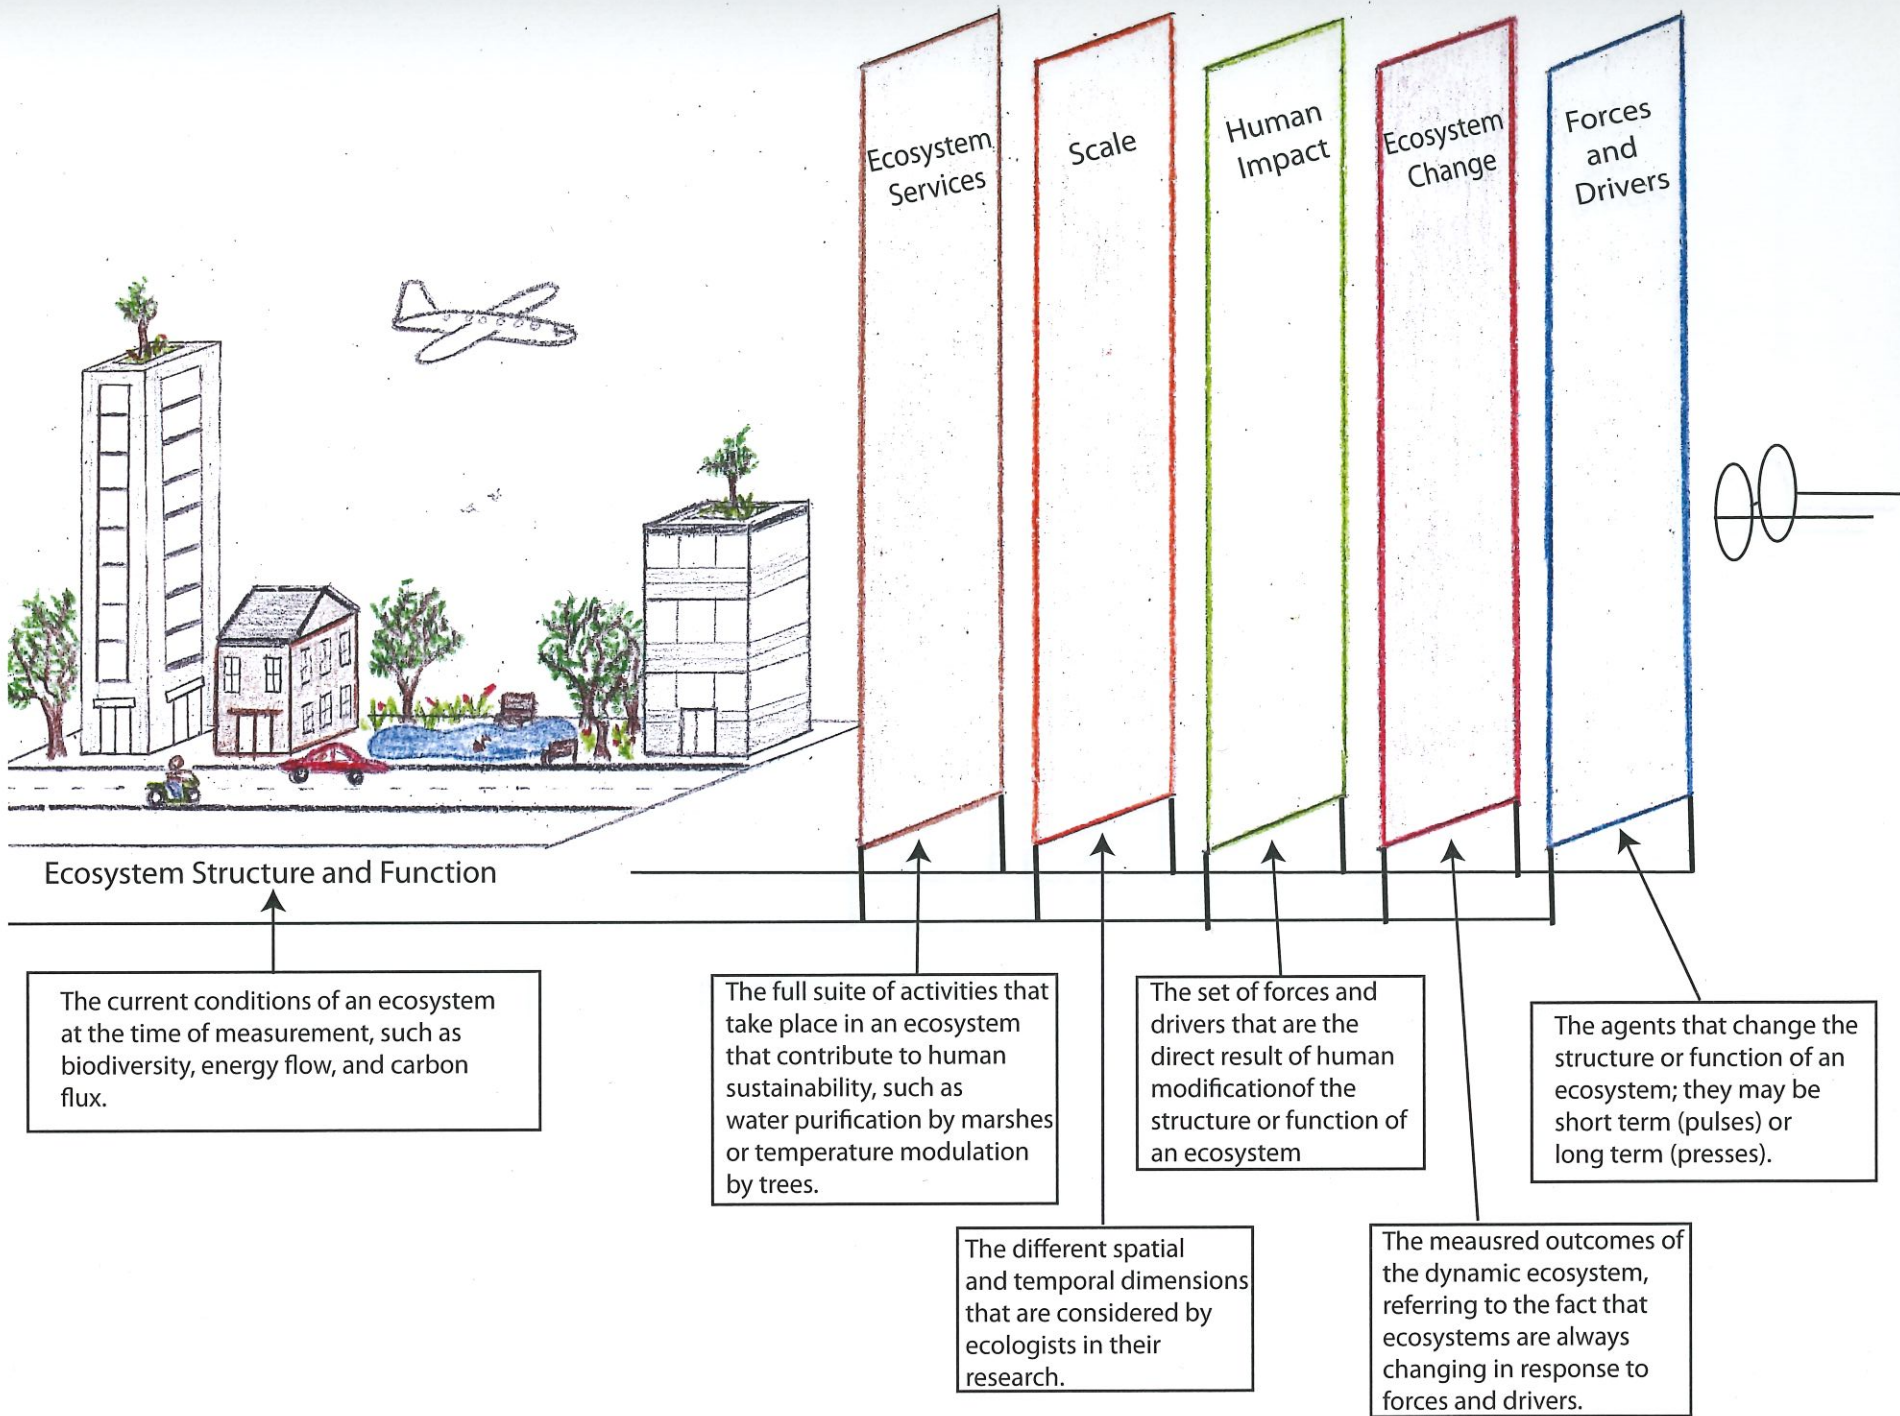 Ecosystem
Services
Scale
Human
Impact
Ecosystem
Change
Forces
and
Drivers
Ecosystem Structure and Function
The current conditions of an ecosystem
at the time of measurement, such as
biodiversity, energy flow, and carbon
flux.
The full suite of activities that
take place in an ecosystem
that contribute to human
sustainability, such as
water purification by marshes
or temperature modulation
by trees.
The different spatial
and temporal dimensions
that are considered by
ecologists in their
research.
The set of forces and
drivers that are the
direct result of human
modificationof the
structure or function of
an ecosystem
The meausred outcomes of
the dynamic ecosystem,
referring to the fact that
ecosystems are always
changing in response to
forces and drivers.
The agents that change the
structure or function of an
ecosystem; they may be
short term (pulses) or
long term (presses).